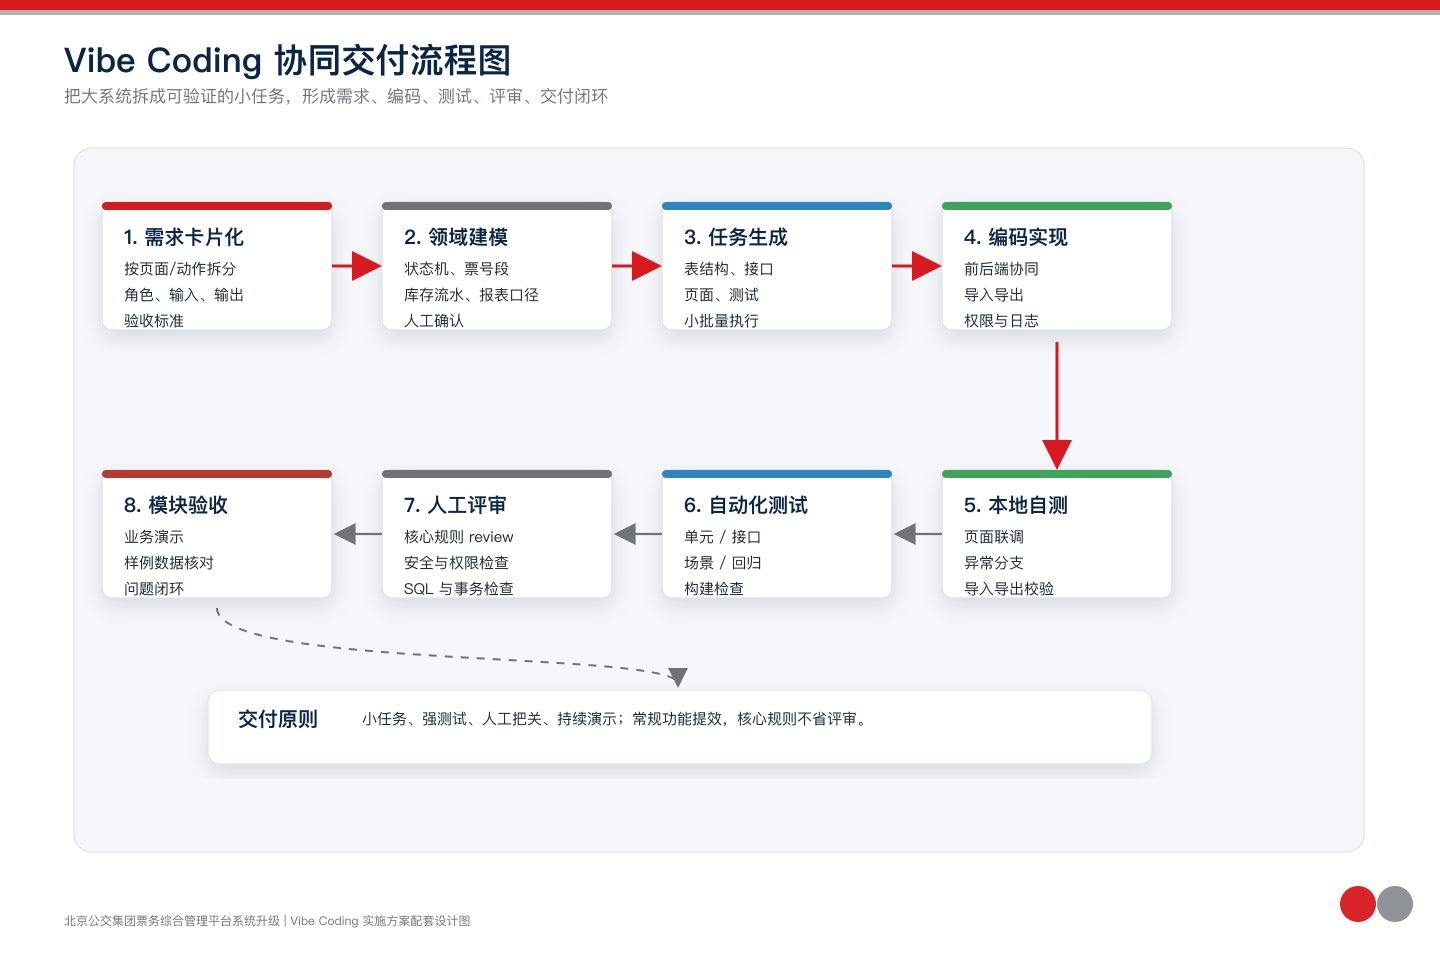 Vibe Coding 协同交付流程图
把大系统拆成可验证的小任务，形成需求、编码、测试、评审、交付闭环
1. 需求卡片化
按页面/动作拆分
角色、输入、输出
验收标准
2. 领域建模
状态机、票号段
库存流水、报表口径
人工确认
3. 任务生成
表结构、接口
页面、测试
小批量执行
4. 编码实现
前后端协同
导入导出
权限与日志
5. 本地自测
页面联调
异常分支
导入导出校验
6. 自动化测试
单元 / 接口
场景 / 回归
构建检查
7. 人工评审
核心规则 review
安全与权限检查
SQL 与事务检查
8. 模块验收
业务演示
样例数据核对
问题闭环
交付原则
小任务、强测试、人工把关、持续演示；常规功能提效，核心规则不省评审。
北京公交集团票务综合管理平台系统升级 | Vibe Coding 实施方案配套设计图